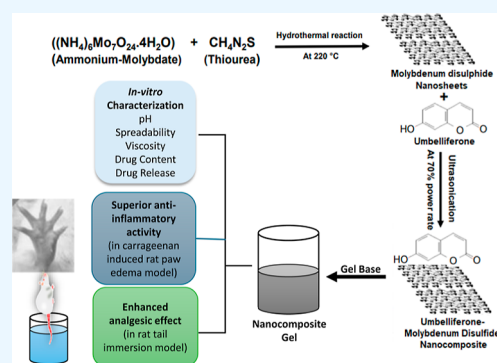 ((NH4)6Mo7O24.4H2O) + CH4N2S
(Ammonium-Molybdate) (Thiourea)
Hydrothermal reaction
At 220 °C
Molybdenum disulphide
Nanosheets
+
HO O O
Umbelliferone
Ultrasonication
At 70% power rate
HO O O
Umbelliferone-
Molybdenum Disulfide
Nanocomposite
Gel Base
Nanocomposite
Gel
In-vitro
Characterization
pH
Spreadability
Viscosity
Drug Content
Drug Release
Superior anti-
inflammatory
activity
(in carrageenan
induced rat paw
edema model)
Enhanced
analgesic effect
(in rat tail
immersion model)